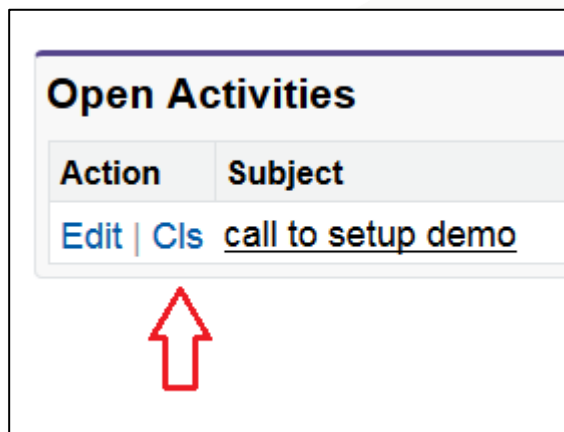 Open Activities
Action Subject
Edit | Cls call to setup demo